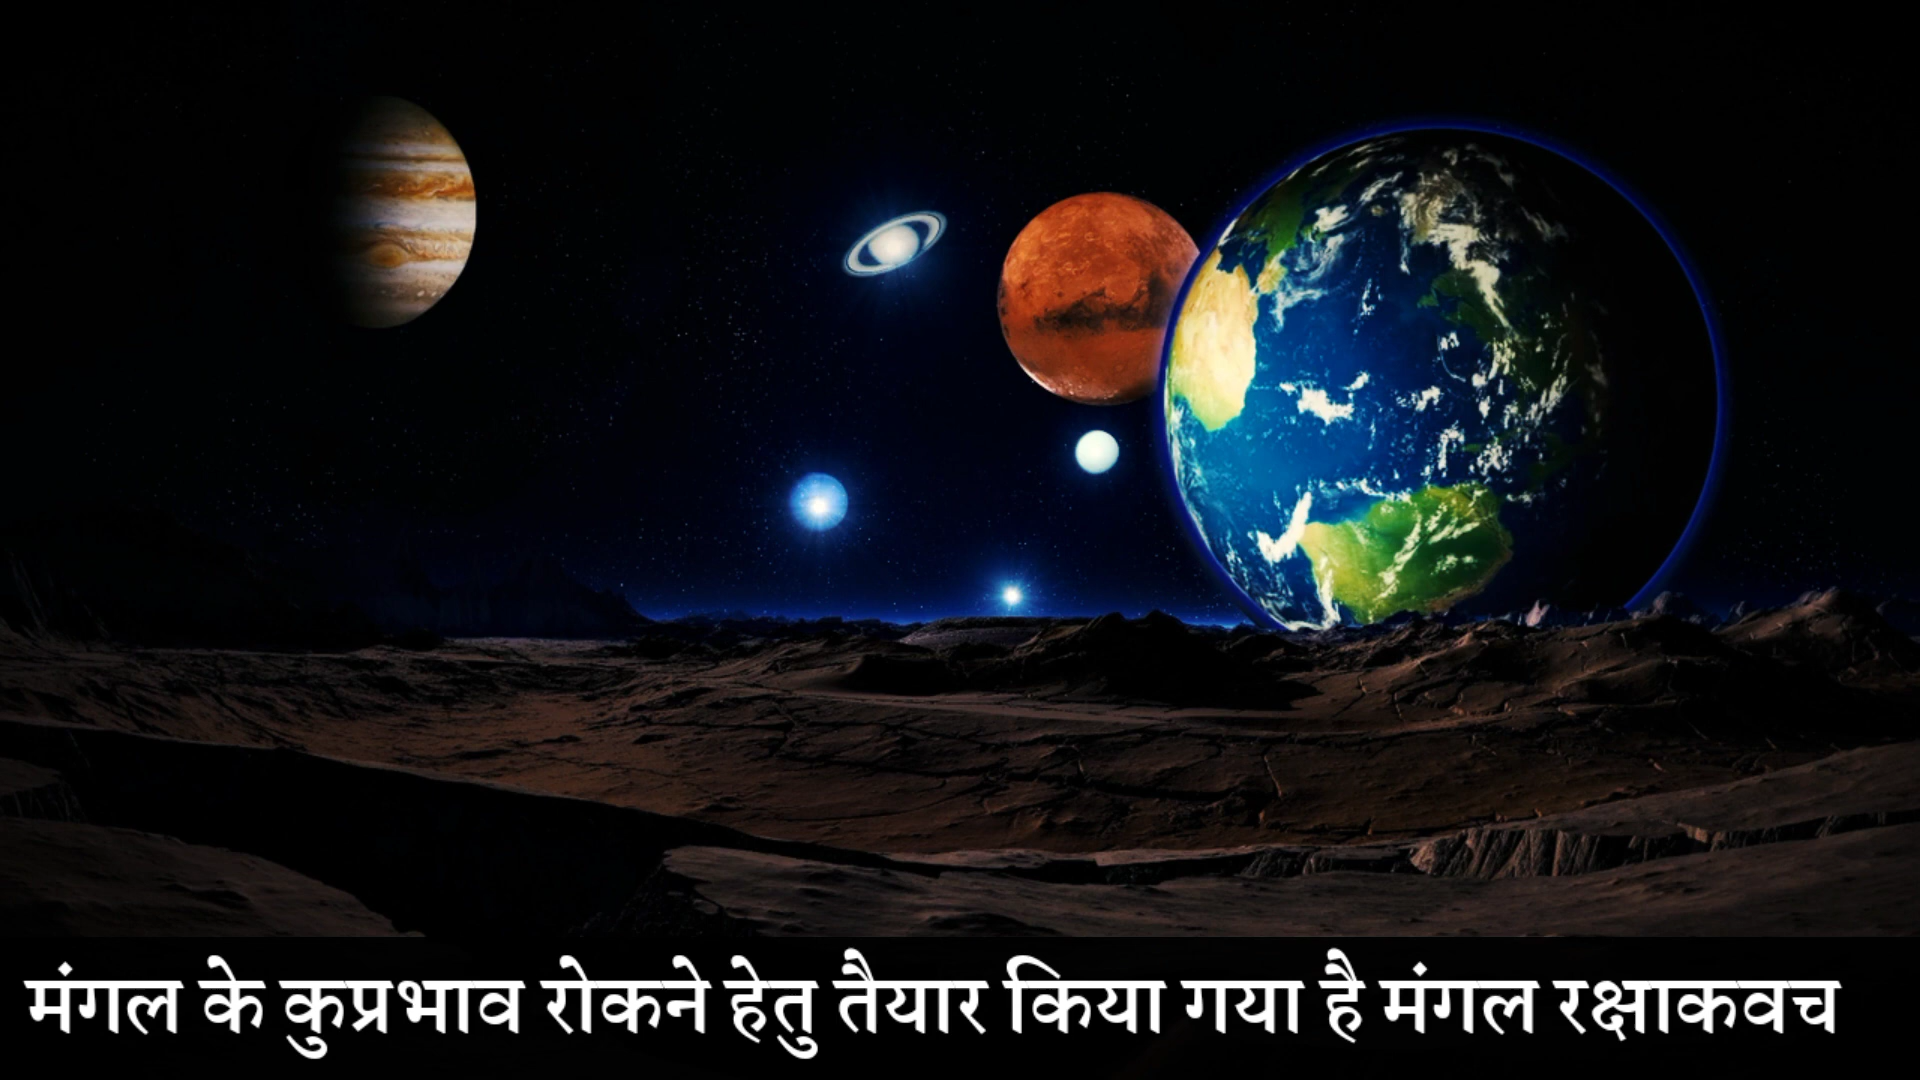 मंगल के कुप्रभाव रोकने हेतु तैयार किया गया है मंगल रक्षाकवच